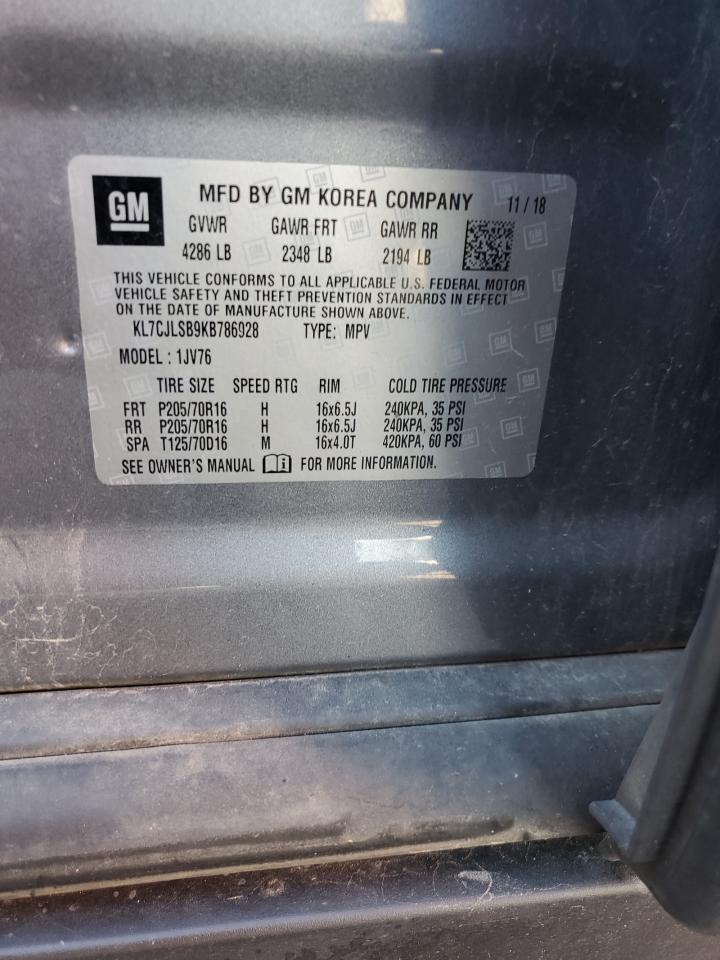 GM MFD BY GM KOREA COMPANY 11 / 18
GVWR GAWR FRT GAWR RR
4286 LB 2348 LB 2194 LB
THIS VEHICLE CONFORMS TO ALL APPLICABLE U.S. FEDERAL MOTOR
VEHICLE SAFETY AND THEFT PREVENTION STANDARDS IN EFFECT
ON THE DATE OF MANUFACTURE SHOWN ABOVE.
KL7CJLSB9KB786928 TYPE: MPV
MODEL : 1JV76
TIRE SIZE SPEED RTG RIM COLD TIRE PRESSURE
FRT P205/70R16 H 16x6.5J 240KPA, 35 PSI
RR P205/70R16 H 16x6.5J 240KPA, 35 PSI
SPA T125/70D16 M 16x4.0T 420KPA, 60 PSI
SEE OWNER'S MANUAL i FOR MORE INFORMATION.